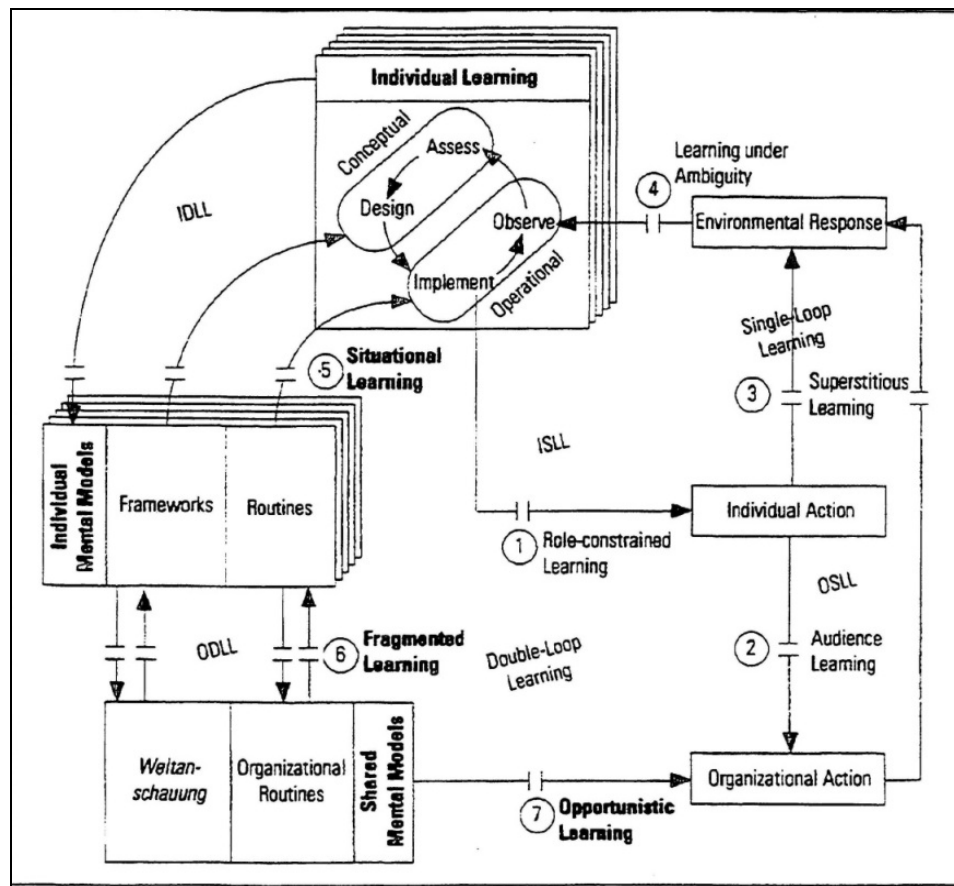 Individual Learning
Conceptual
Assess
Design
Observe
Implement
Operational
Learning under
Ambiguity
4
Environmental Response
IDLL
Single-Loop
Learning
5
Situational
Learning
3
Superstitious
Learning
ISLL
Individual
Mental Models
Frameworks
Routines
Individual Action
1
Role-constrained
Learning
OSLL
ODLL
6
Fragmented
Learning
Double-Loop
Learning
2
Audience
Learning
Weltan-
schauung
Organizational
Routines
Shared
Mental Models
Organizational Action
7
Opportunistic
Learning